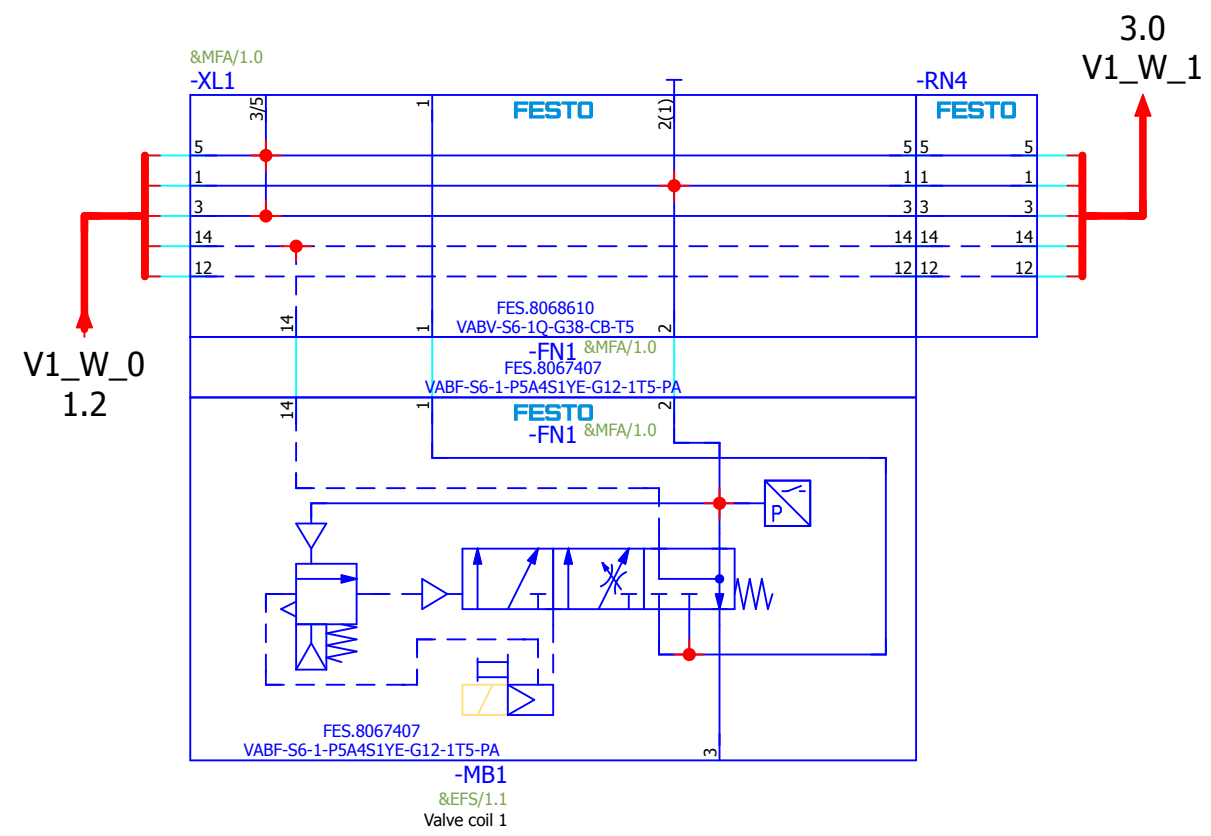 3.0
V1_W_1
&MFA/1.0
-XL1
-RN4
3/5
1
FESTO
2(1)
FESTO
5
5 5
5
1
1 1
1
3
3 3
3
14
14 14
14
12
12 12
12
FES.8068610
VABV-S6-1Q-G38-CB-T5
14
1
2
V1_W_0
1.2
-FN1 &MFA/1.0
FES.8067407
VABF-S6-1-P5A4S1YE-G12-1T5-PA
14
1
FESTO
2
-FN1 &MFA/1.0
P
FES.8067407
VABF-S6-1-P5A4S1YE-G12-1T5-PA
3
-MB1
&EFS/1.1
Valve coil 1